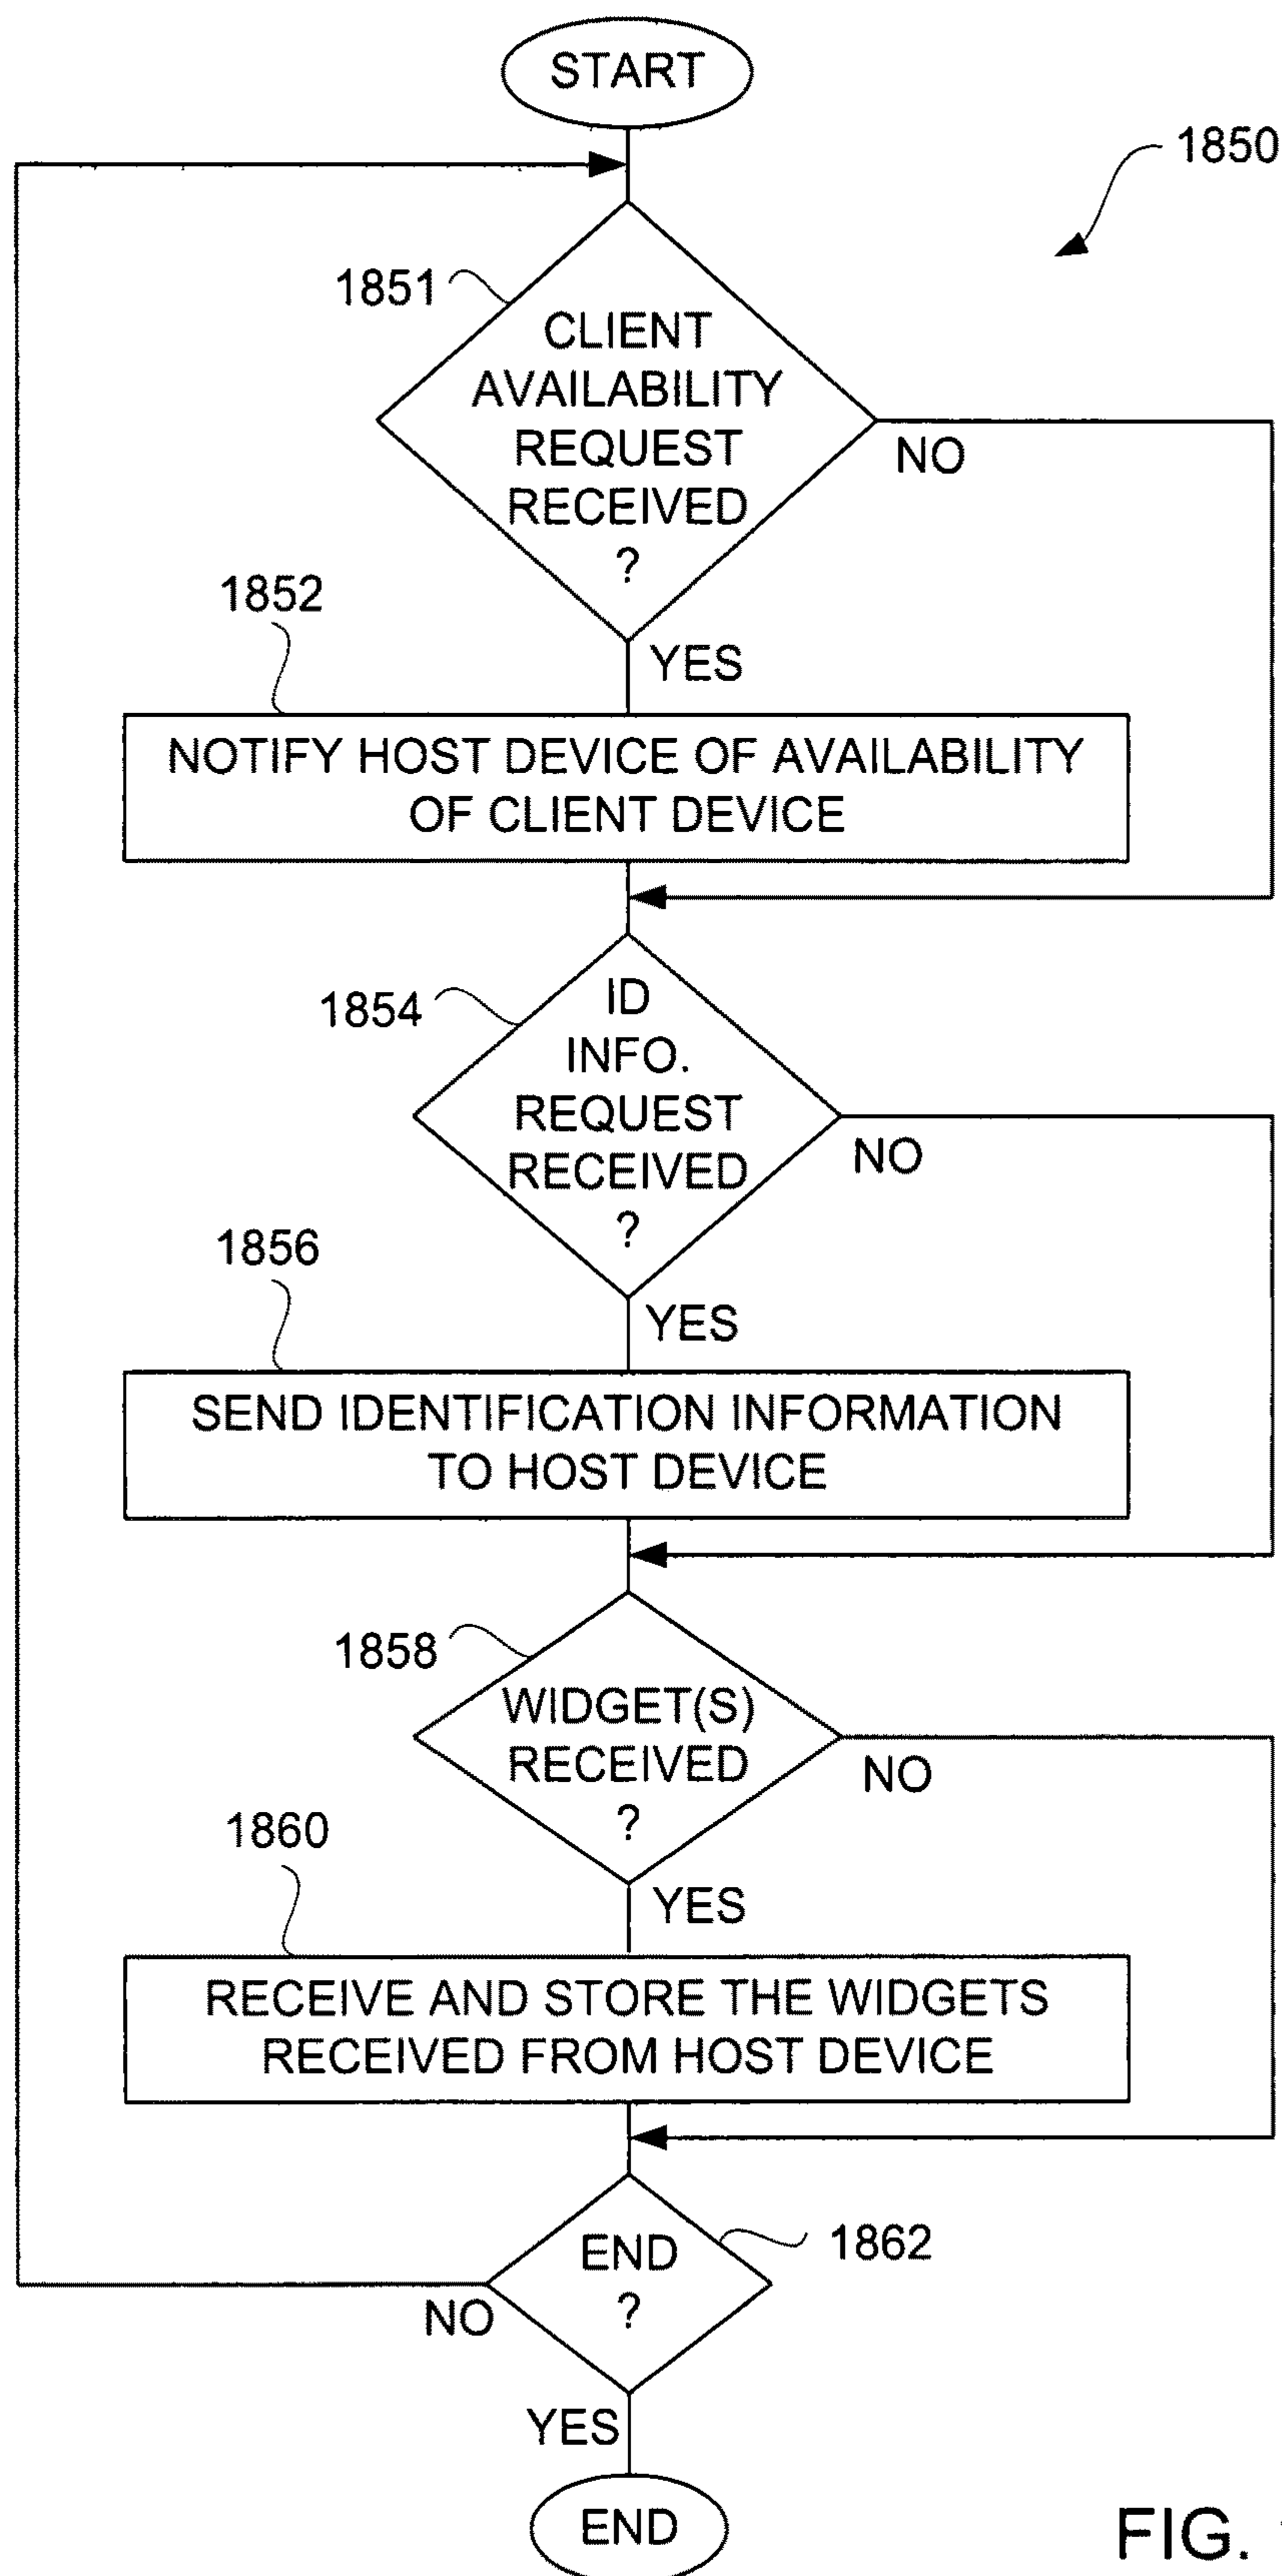 START
1850
1851
CLIENT
AVAILABILITY
REQUEST
RECEIVED
?
NO
YES
1852
NOTIFY HOST DEVICE OF AVAILABILITY
OF CLIENT DEVICE
1854
ID
INFO.
REQUEST
RECEIVED
?
NO
YES
1856
SEND IDENTIFICATION INFORMATION
TO HOST DEVICE
1858
WIDGET(S)
RECEIVED
?
NO
YES
1860
RECEIVE AND STORE THE WIDGETS
RECEIVED FROM HOST DEVICE
1862
END
?
NO
YES
END
FIG.